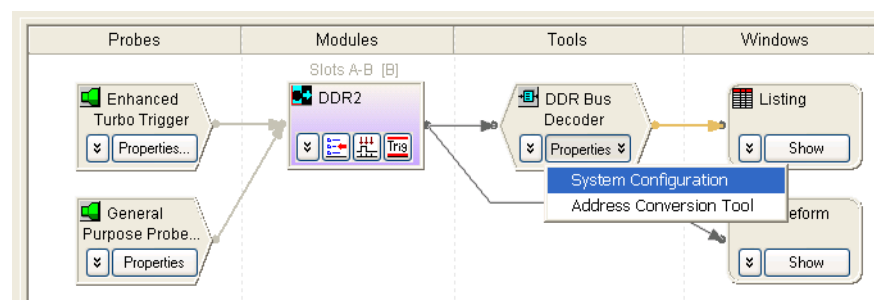 Probes Modules Tools Windows
Slots A-B [B]
Enhanced
Turbo Trigger
Properties...
DDR2
Trig
DDR Bus
Decoder
Properties
Listing
Show
System Configuration
Address Conversion Tool
General
Purpose Probe...
Properties
eform
Show